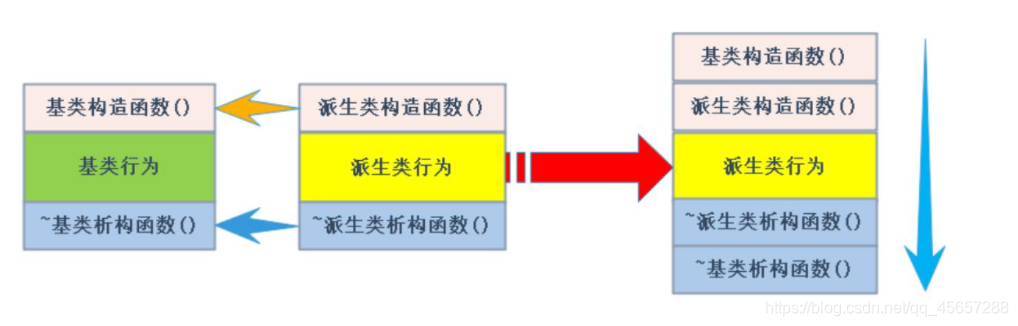 基类构造函数()
基类行为
~基类析构函数()
派生类构造函数()
派生类行为
~派生类析构函数()
基类构造函数()
派生类构造函数()
派生类行为
~派生类析构函数()
~基类析构函数()
https://blog.csdn.net/qq_45657288